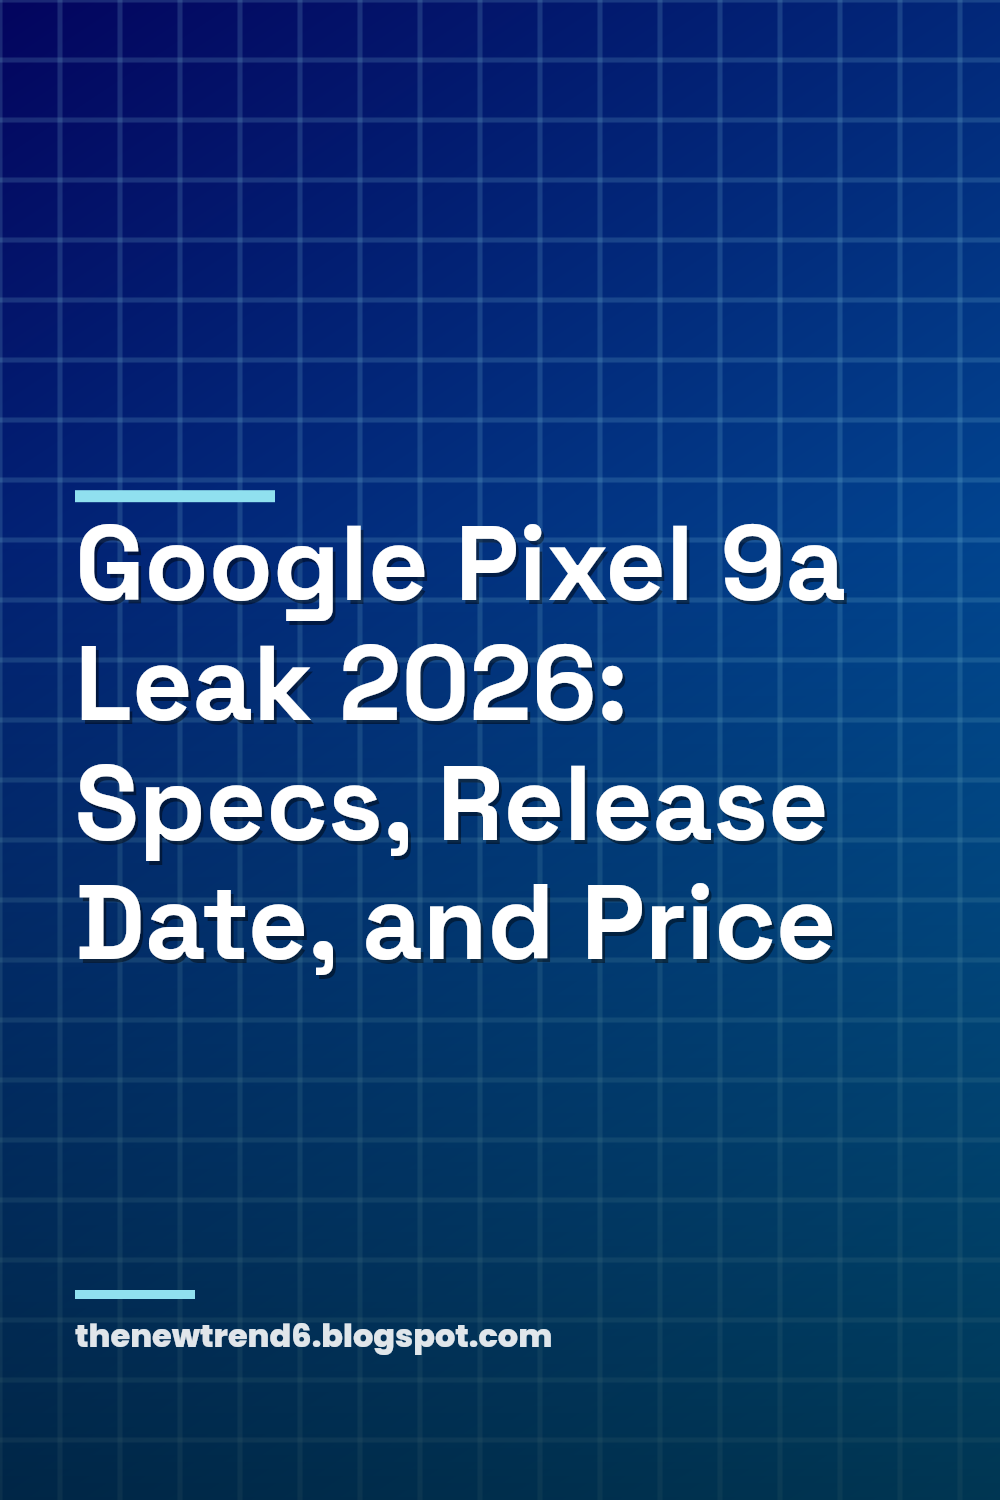 Google Pixel 9a
Leak 2026:
Specs, Release
Date, and Price
thenewtrend6.blogspot.com